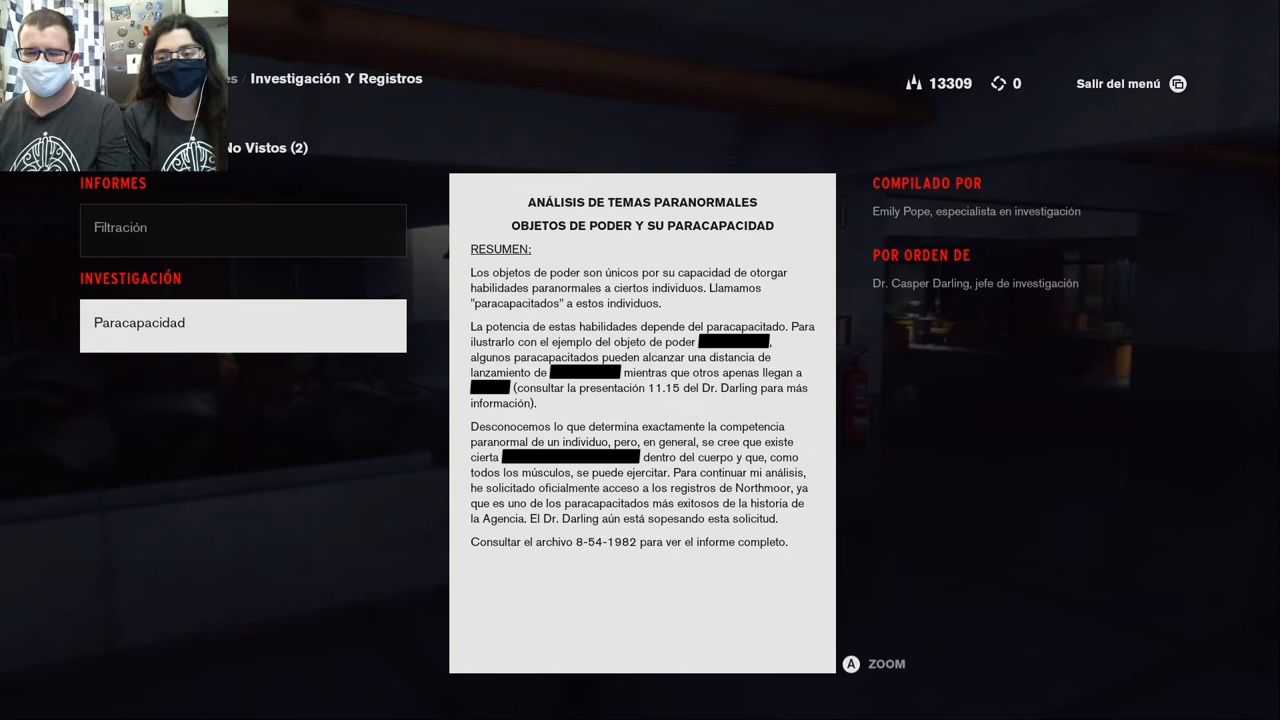 es / Investigación Y Registros
13309
0
Salir del menú
No Vistos (2)
INFORMES
Filtración
INVESTIGACIÓN
Paracapacidad
ANÁLISIS DE TEMAS PARANORMALES
OBJETOS DE PODER Y SU PARACAPACIDAD
RESUMEN:
Los objetos de poder son únicos por su capacidad de otorgar
habilidades paranormales a ciertos individuos. Llamamos
"paracapacitados" a estos individuos.
La potencia de estas habilidades depende del paracapacitado. Para
ilustrarlo con el ejemplo del objeto de poder ,
algunos paracapacitados pueden alcanzar una distancia de
lanzamiento de mientras que otros apenas llegan a
(consultar la presentación 11.15 del Dr. Darling para más
información).
Desconocemos lo que determina exactamente la competencia
paranormal de un individuo, pero, en general, se cree que existe
cierta dentro del cuerpo y que, como
todos los músculos, se puede ejercitar. Para continuar mi análisis,
he solicitado oficialmente acceso a los registros de Northmoor, ya
que es uno de los paracapacitados más exitosos de la historia de
la Agencia. El Dr. Darling aún está sopesando esta solicitud.
Consultar el archivo 8-54-1982 para ver el informe completo.
COMPILADO POR
Emily Pope, especialista en investigación
POR ORDEN DE
Dr. Casper Darling, jefe de investigación
A ZOOM